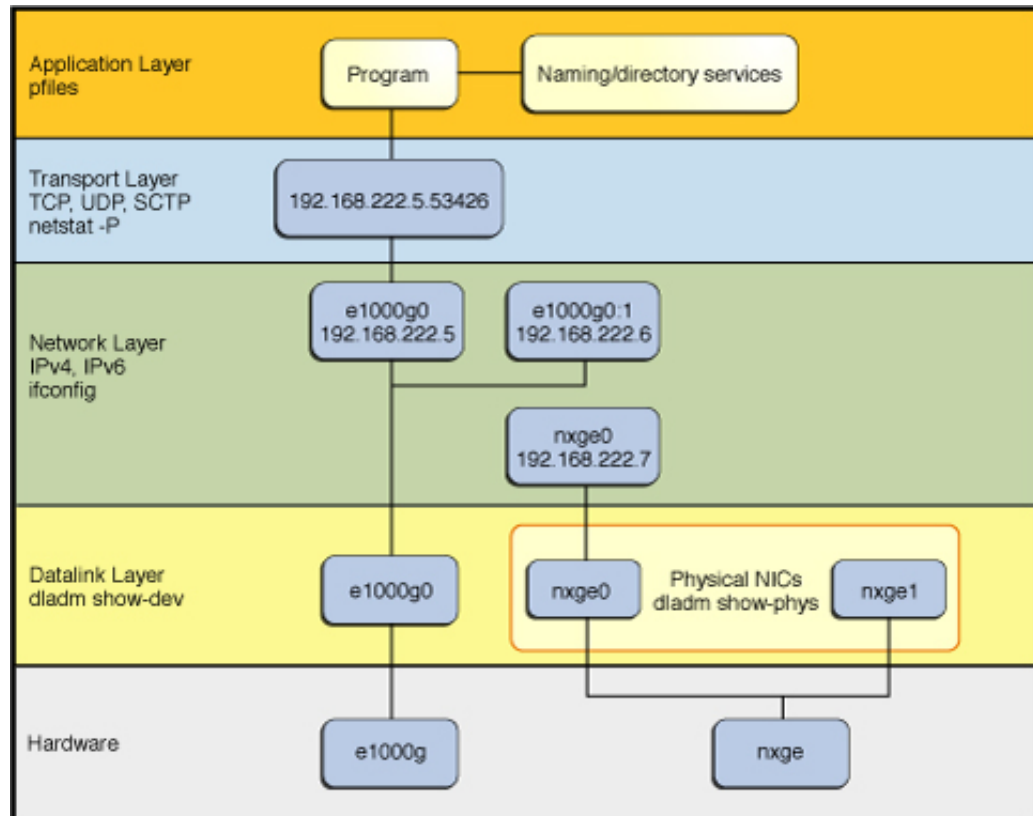 Application Layer
pfiles
Program
Naming/directory services
Transport Layer
TCP, UDP, SCTP
netstat -P
192.168.222.5.53426
Network Layer
IPv4, IPv6
ifconfig
e1000g0
192.168.222.5
e1000g0:1
192.168.222.6
nxge0
192.168.222.7
Datalink Layer
dladm show-dev
e1000g0
nxge0
Physical NICs
dladm show-phys
nxge1
Hardware
e1000g
nxge